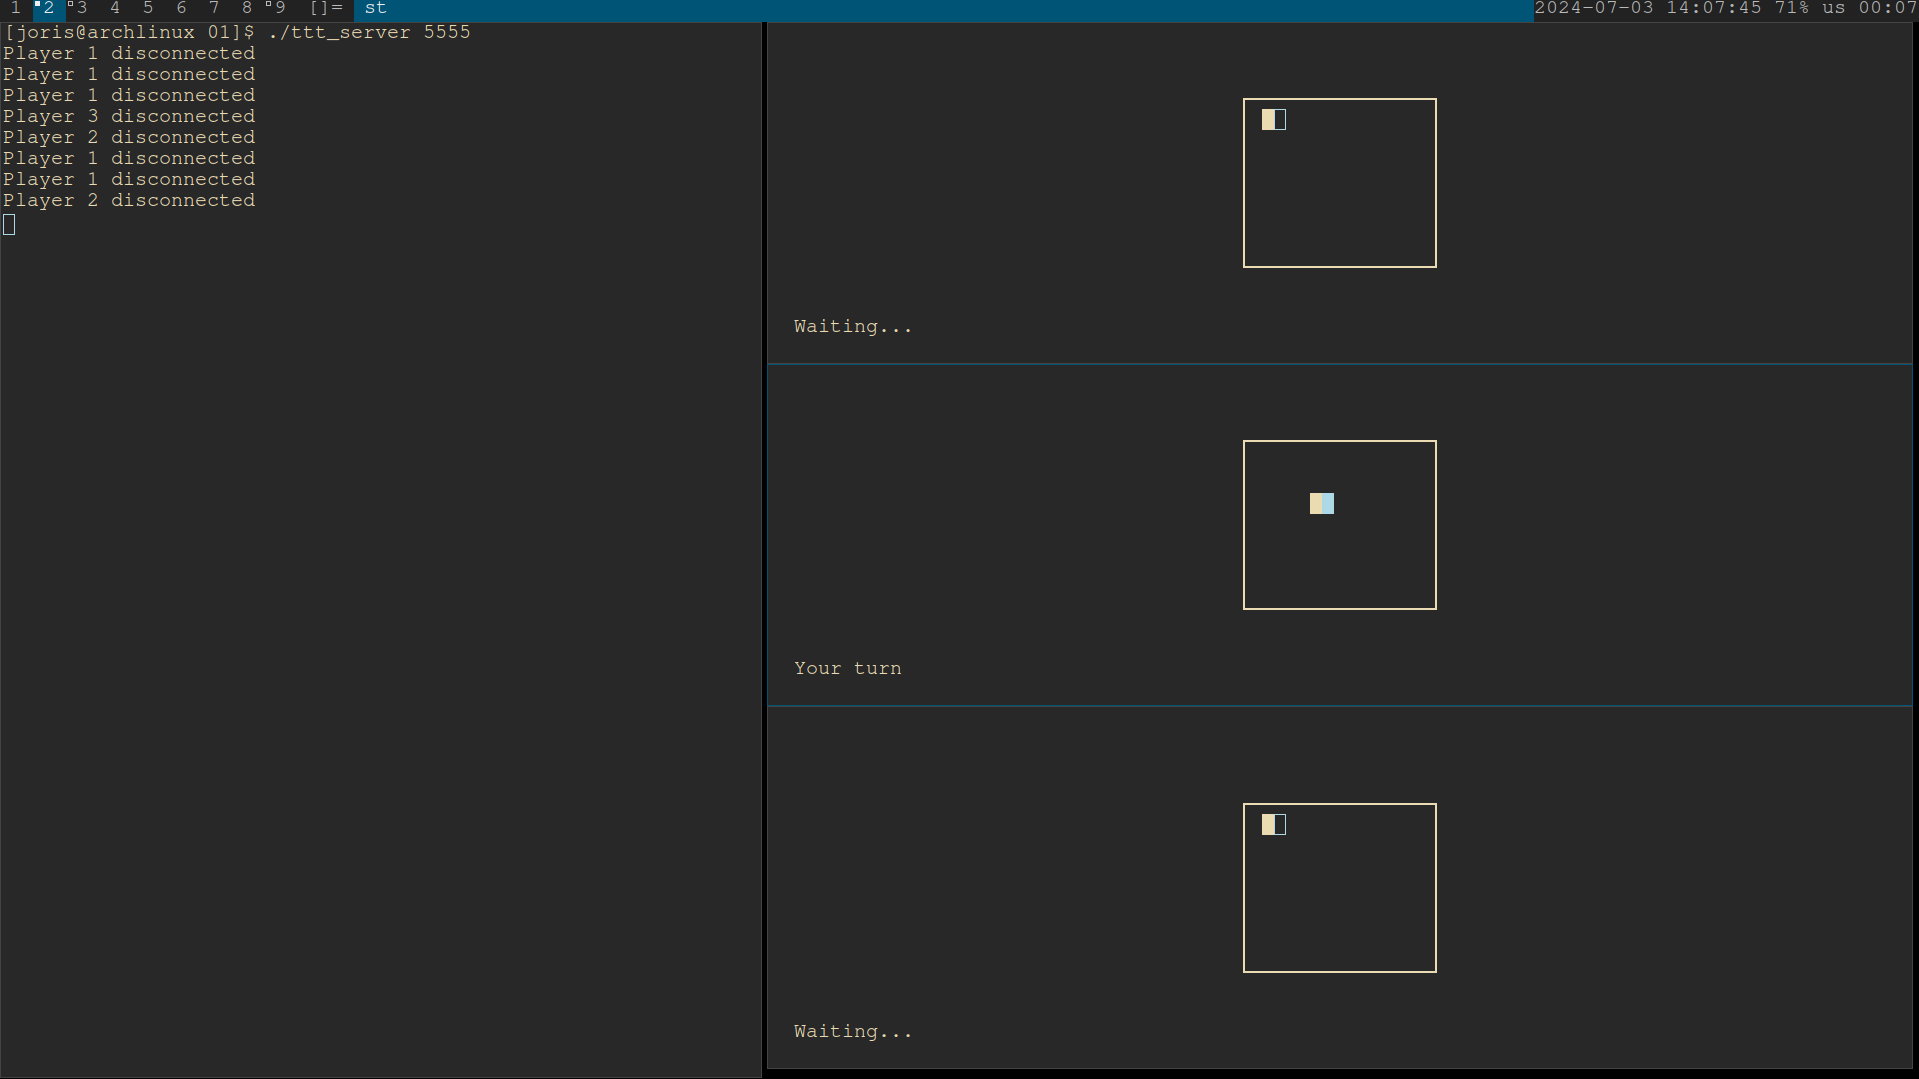 1 2 3 4 5 6 7 8 9 []= st 2024-07-03 14:07:45 71% us 00:07
[joris@archlinux 01]$ ./ttt_server 5555
Player 1 disconnected
Player 1 disconnected
Player 1 disconnected
Player 3 disconnected
Player 2 disconnected
Player 1 disconnected
Player 1 disconnected
Player 2 disconnected
Waiting...
Your turn
Waiting...